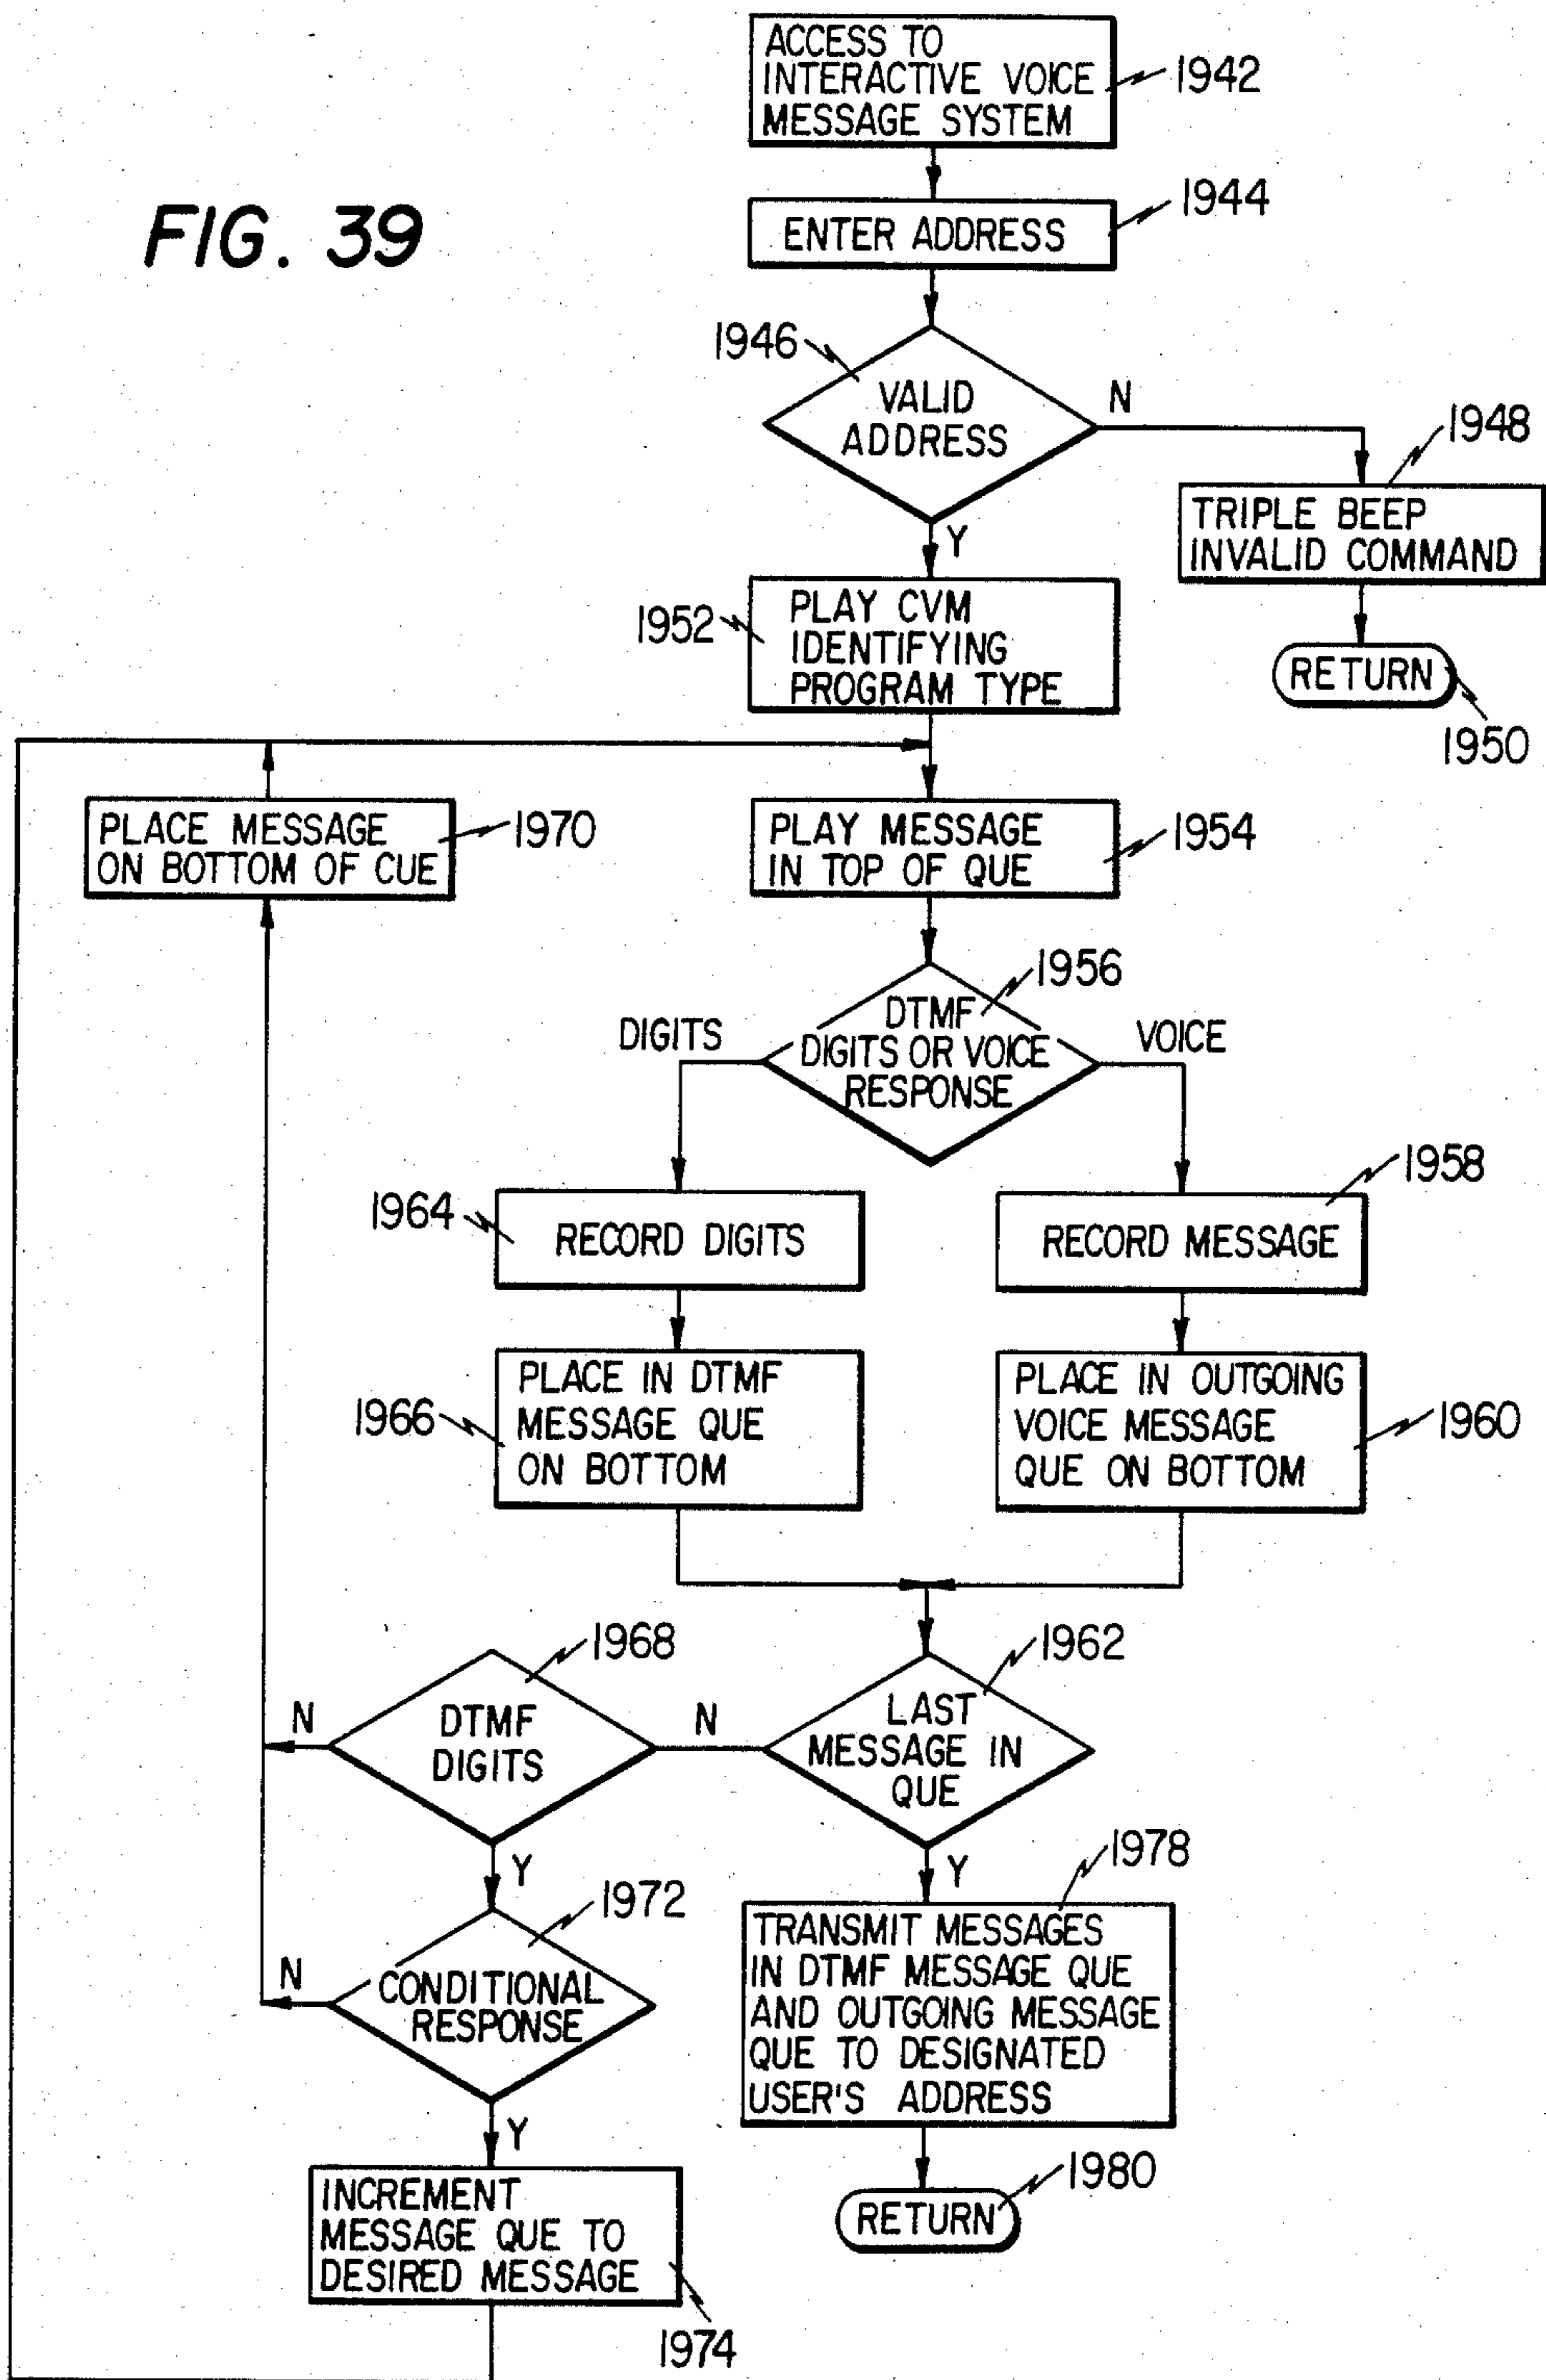 FIG. 39
ACCESS TO
INTERACTIVE VOICE
MESSAGE SYSTEM
1942
ENTER ADDRESS
1944
1946
VALID
ADDRESS
N
Y
1948
TRIPLE BEEP
INVALID COMMAND
RETURN
1950
1952
PLAY CVM
IDENTIFYING
PROGRAM TYPE
PLACE MESSAGE
ON BOTTOM OF CUE
1970
PLAY MESSAGE
IN TOP OF QUE
1954
1956
DTMF
DIGITS OR VOICE
RESPONSE
DIGITS
VOICE
1964
RECORD DIGITS
1958
RECORD MESSAGE
1966
PLACE IN DTMF
MESSAGE QUE
ON BOTTOM
PLACE IN OUTGOING
VOICE MESSAGE
QUE ON BOTTOM
1960
1968
DTMF
DIGITS
N
N
Y
1962
LAST
MESSAGE IN
QUE
Y
1972
CONDITIONAL
RESPONSE
N
Y
1978
TRANSMIT MESSAGES
IN DTMF MESSAGE QUE
AND OUTGOING MESSAGE
QUE TO DESIGNATED
USER'S ADDRESS
INCREMENT
MESSAGE QUE TO
DESIRED MESSAGE
1974
RETURN
1980